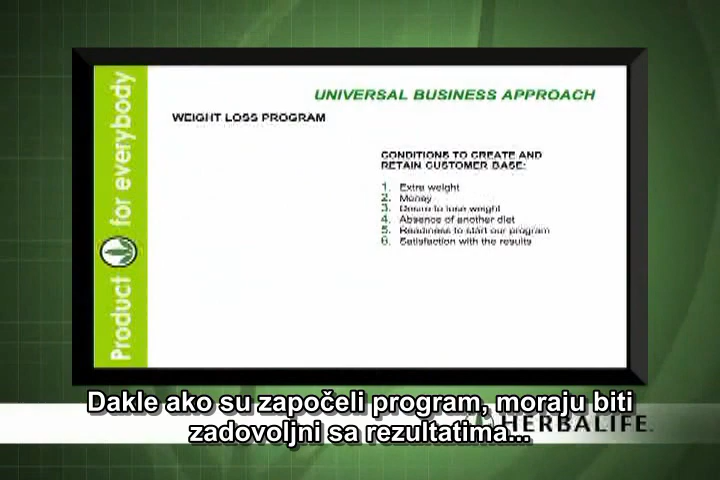 Product for everybody
UNIVERSAL BUSINESS APPROACH
WEIGHT LOSS PROGRAM
CONDITIONS TO CREATE AND
RETAIN CUSTOMER BASE:
1. Extra weight
2. Money
3. Desire to lose weight
4. Absence of another diet
5. Readiness to start our program
6. Satisfaction with the results
Dakle ako su započeli program, moraju biti
zadovoljni sa rezultatima...
HERBALIFE.